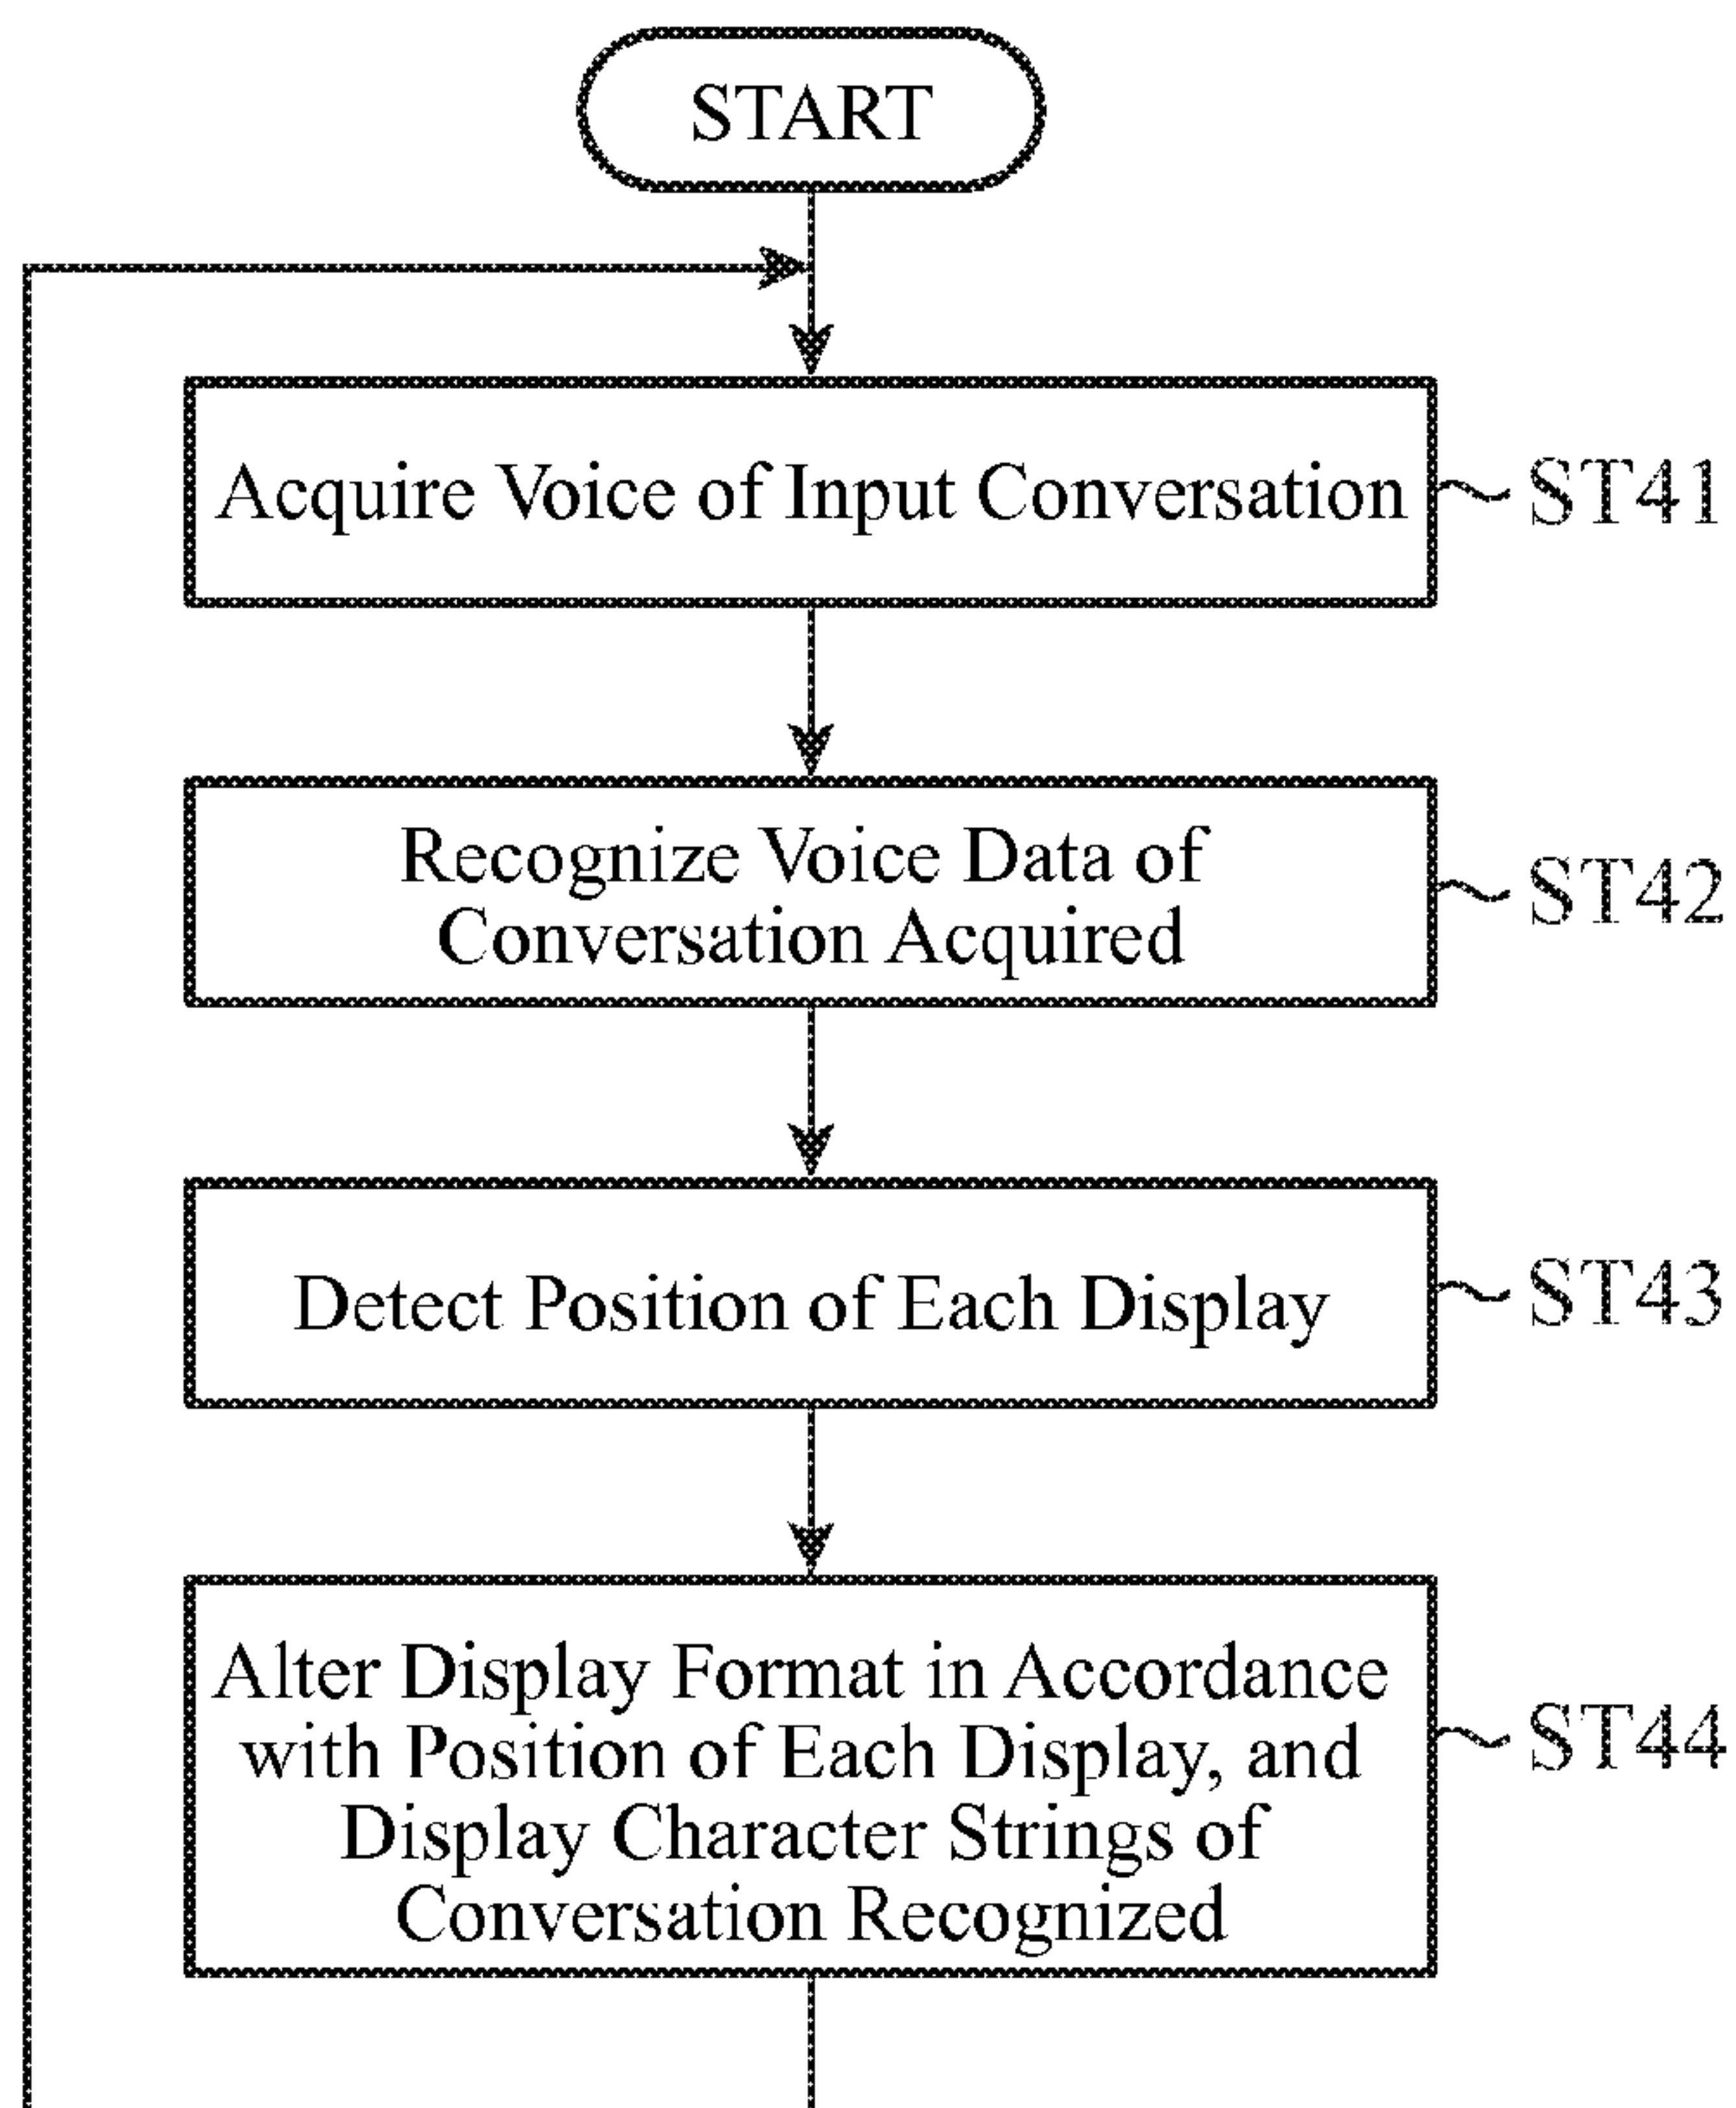 START
Acquire Voice of Input Conversation
ST41
Recognize Voice Data of
Conversation Acquired
ST42
Detect Position of Each Display
ST43
Alter Display Format in Accordance
with Position of Each Display, and
Display Character Strings of
Conversation Recognized
ST44